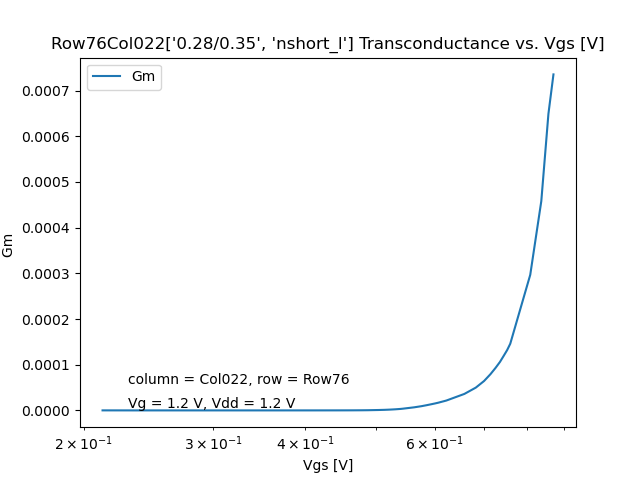 Row76Col022['0.28/0.35', 'nshort_l'] Transconductance vs. Vgs [V]
Gm
0.0007
0.0006
0.0005
0.0004
0.0003
0.0002
0.0001
0.0000
Gm
column = Col022, row = Row76
Vg = 1.2 V, Vdd = 1.2 V
2 × 10⁻¹ 3 × 10⁻¹ 4 × 10⁻¹ 6 × 10⁻¹
Vgs [V]